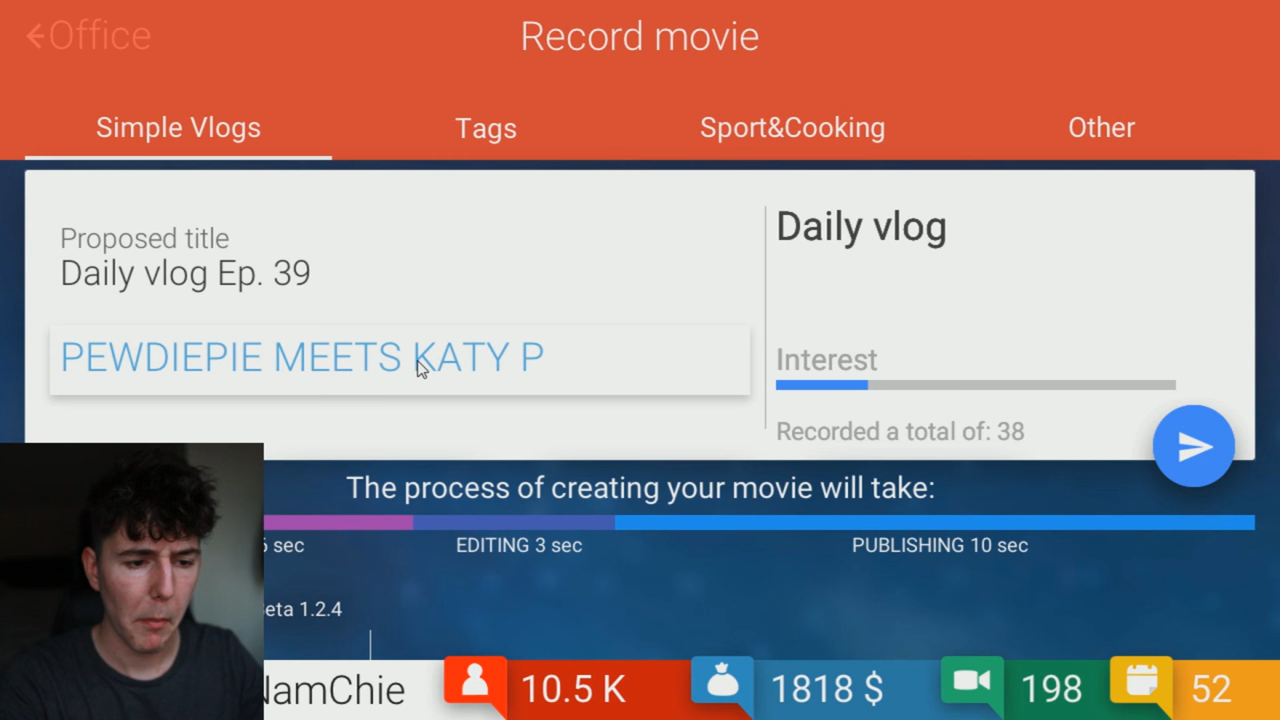 Office
Record movie
Simple Vlogs
Tags
Sport&Cooking
Other
Proposed title
Daily vlog Ep. 39
PEWDIEPIE MEETS KATY P
Daily vlog
Interest
Recorded a total of: 38
The process of creating your movie will take:
sec
EDITING 3 sec
PUBLISHING 10 sec
eta 1.2.4
NamChie
10.5 K
1818 $
198
52